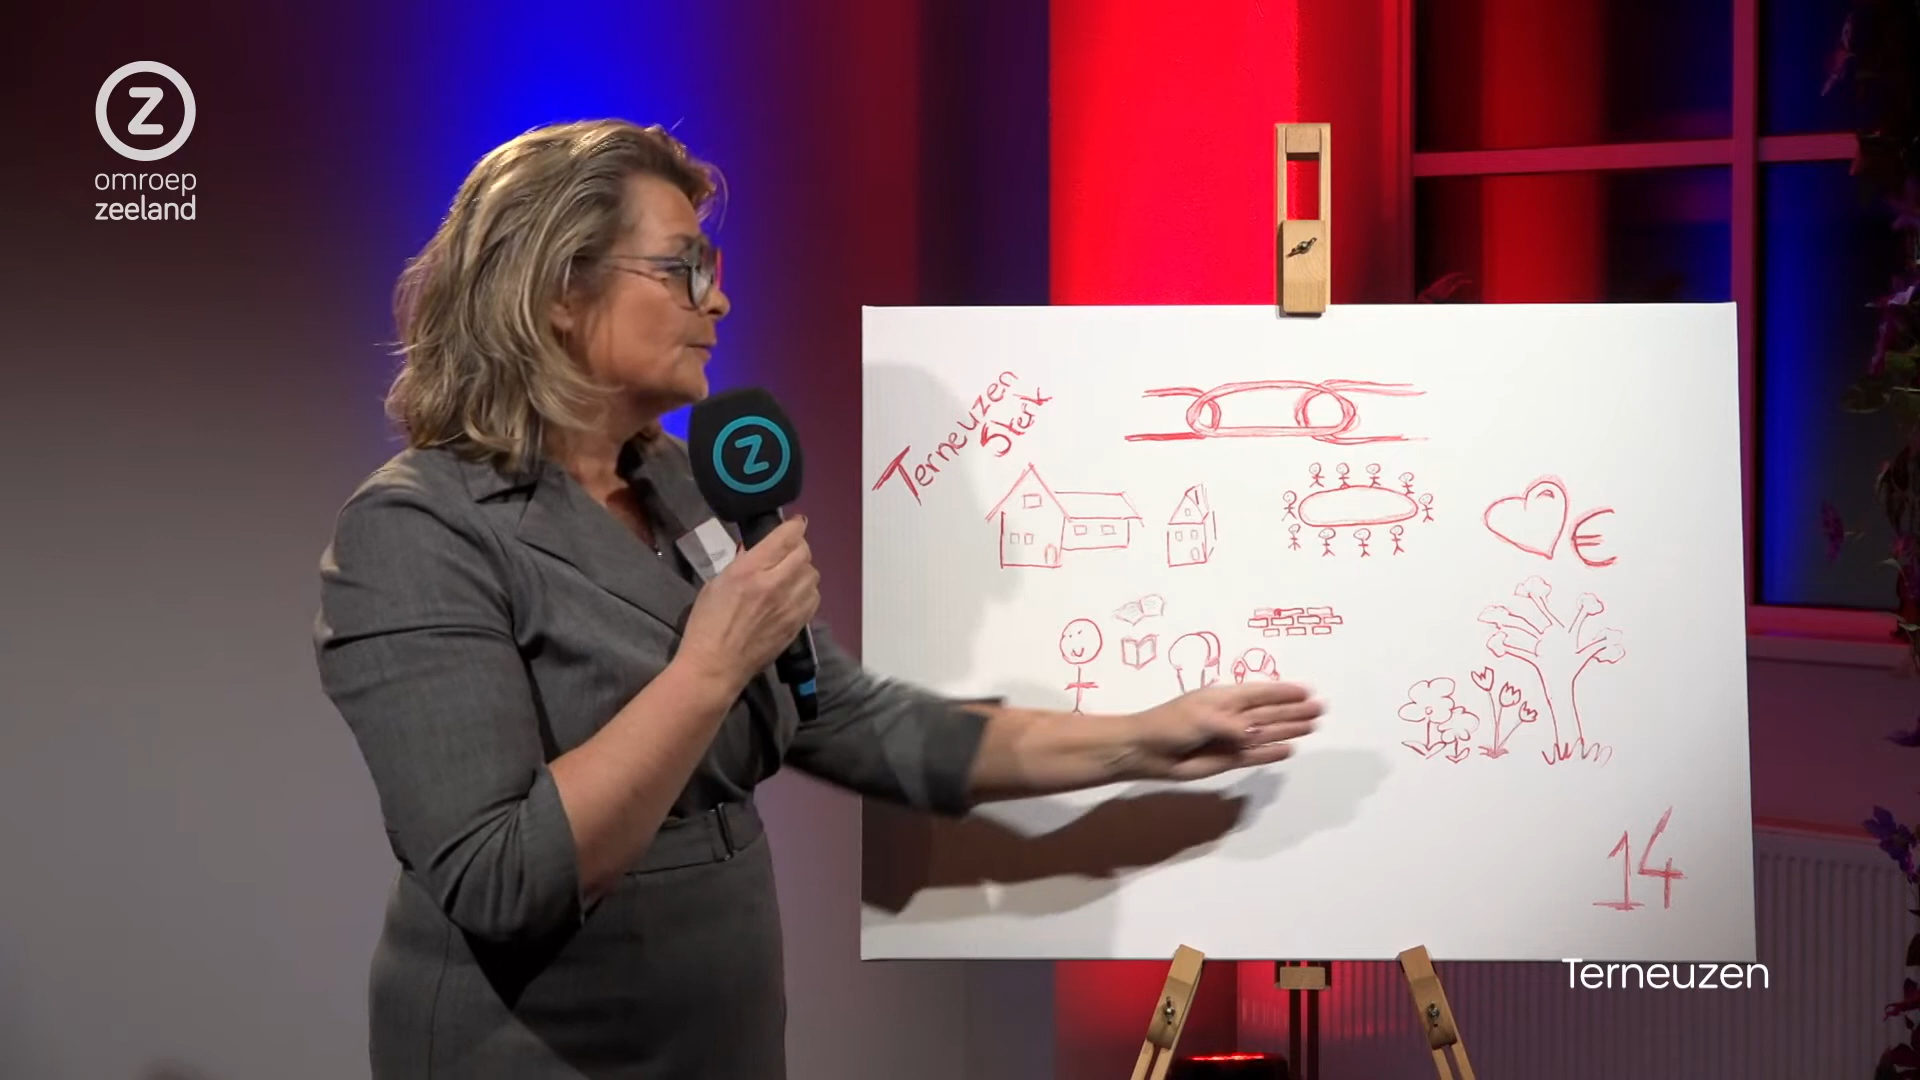 Z
omroep
zeeland
Terneuzen
Sterk
€
Z
14
Terneuzen